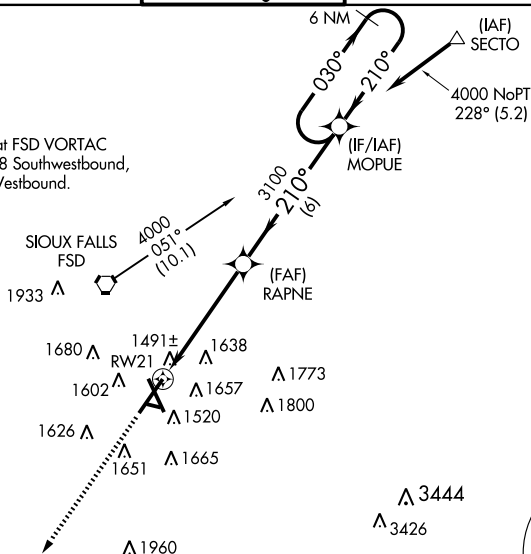 6 NM
(IAF)
SECTO
030°
210°
4000 NoPT
228° (5.2)
at FSD VORTAC
8 Southwestbound,
Westbound.
(IF/IAF)
MOPUE
3100
210°
(6)
4000
051°
(10.1)
SIOUX FALLS
FSD
(FAF)
RAPNE
1933
1491±
1680
RW21
1638
1602
1657
1773
1800
1520
1626
1651
1665
3444
3426
1960